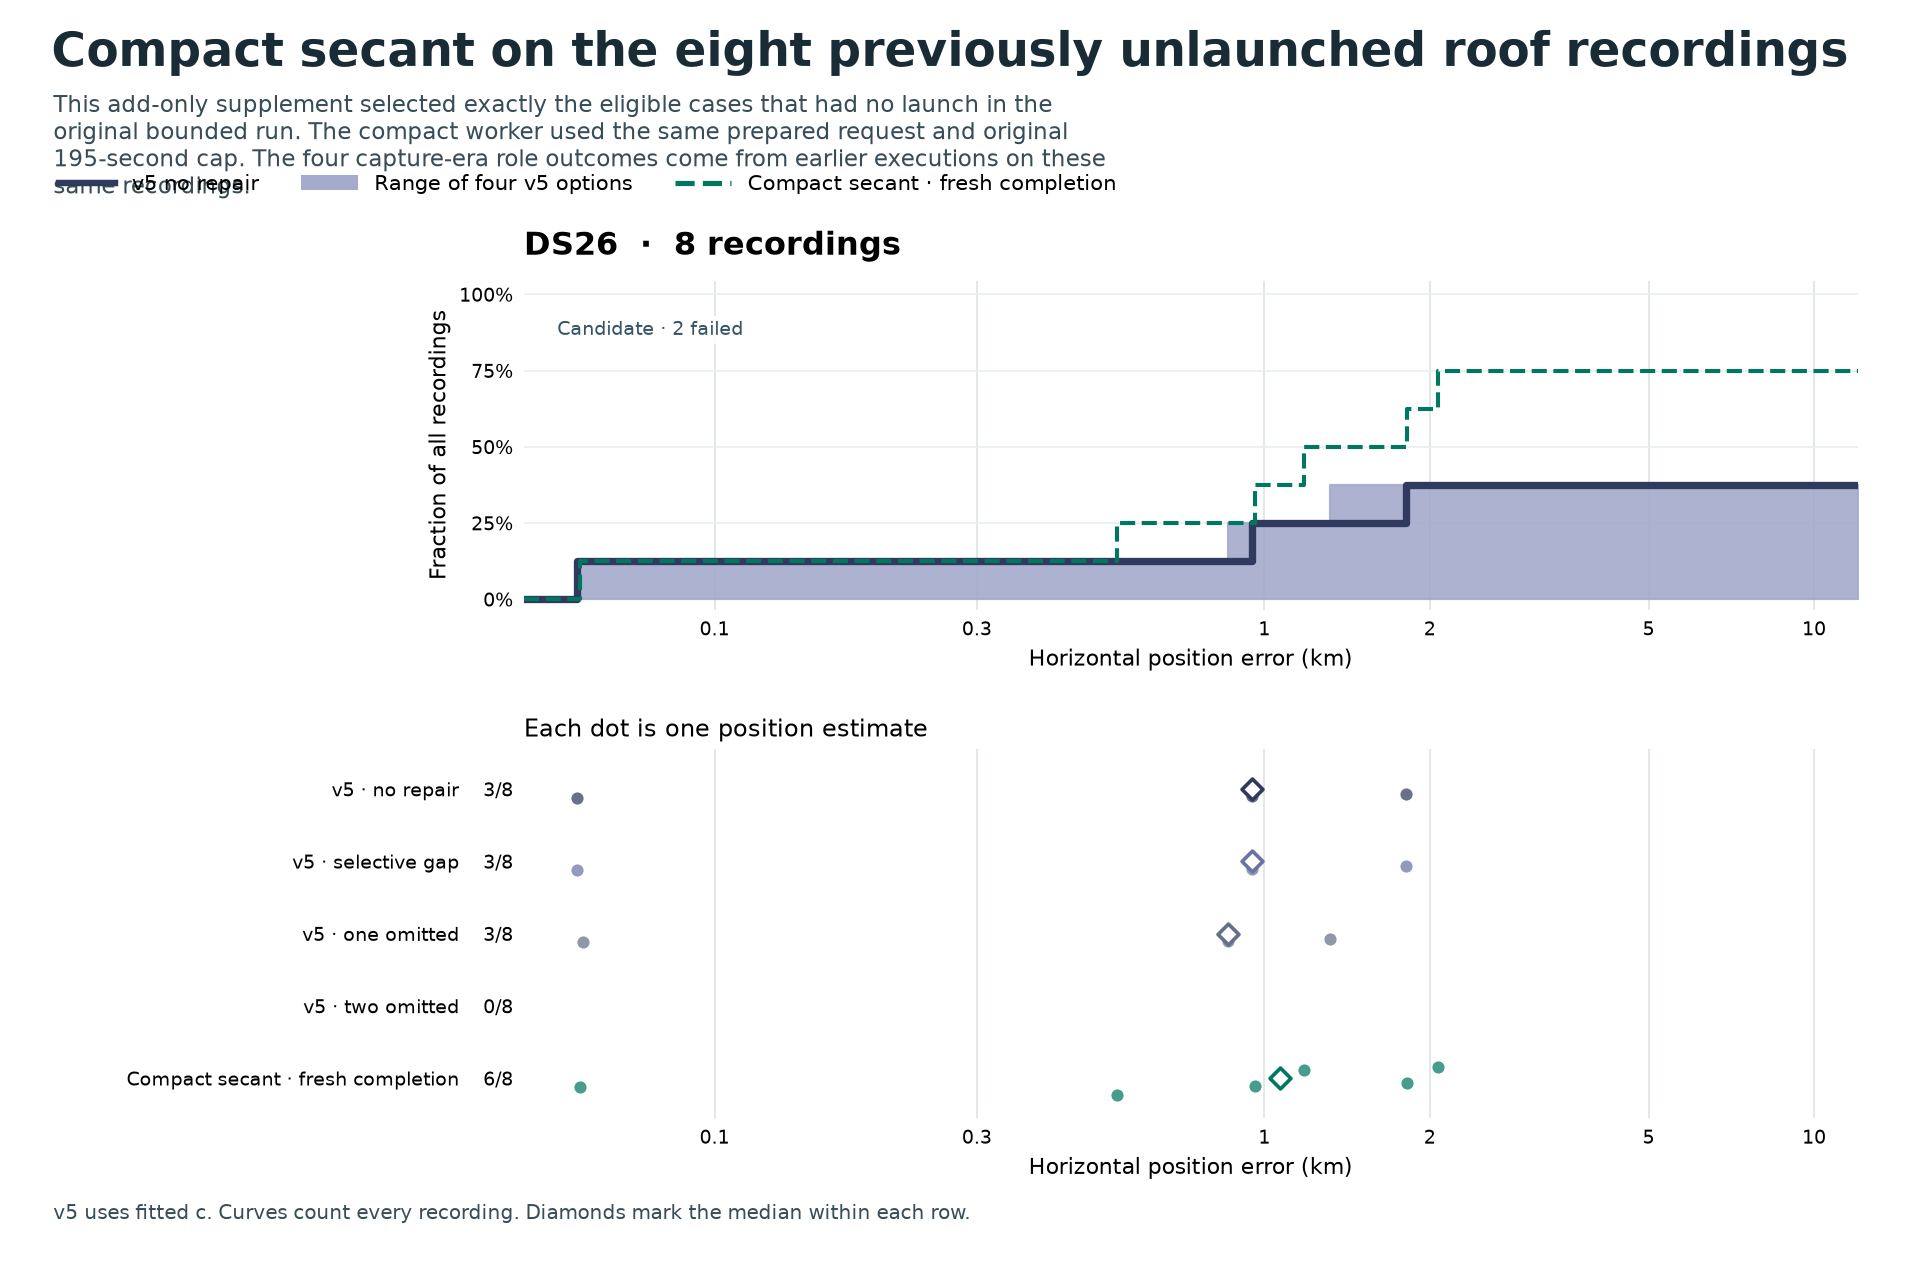 Compact secant on the eight previously unlaunched roof recordings
This add-only supplement selected exactly the eligible cases that had no launch in the
original bounded run. The compact worker used the same prepared request and original
195-second cap. The four capture-era role outcomes come from earlier executions on these
same recordings.
v5 no repair
Range of four v5 options
Compact secant · fresh completion
DS26 · 8 recordings
Fraction of all recordings
100%
Candidate · 2 failed
75%
50%
25%
0%
0.1 0.3 1 2 5 10
Horizontal position error (km)
Each dot is one position estimate
v5 · no repair 3/8
v5 · selective gap 3/8
v5 · one omitted 3/8
v5 · two omitted 0/8
Compact secant · fresh completion 6/8
0.1 0.3 1 2 5 10
Horizontal position error (km)
v5 uses fitted c. Curves count every recording. Diamonds mark the median within each row.